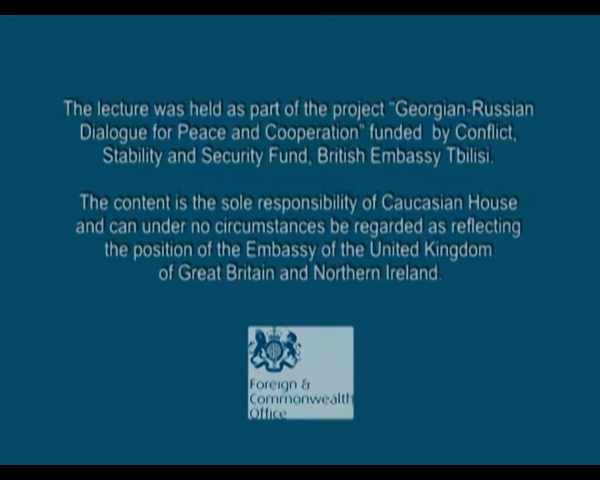 The lecture was held as part of the project "Georgian-Russian
Dialogue for Peace and Cooperation" funded by Conflict,
Stability and Security Fund, British Embassy Tbilisi.
The content is the sole responsibility of Caucasian House
and can under no circumstances be regarded as reflecting
the position of the Embassy of the United Kingdom
of Great Britain and Northern Ireland.
Foreign &
Commonwealth
Office